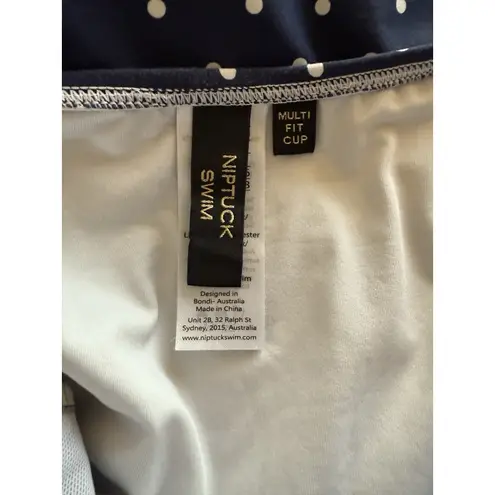 MULTI
FIT
CUP
NIPTUCK
SWIM
Designed in
Bondi- Australia
Made in China
Unit 2B, 32 Ralph St
Sydney, 2015, Australia
www.niptuckswim.com